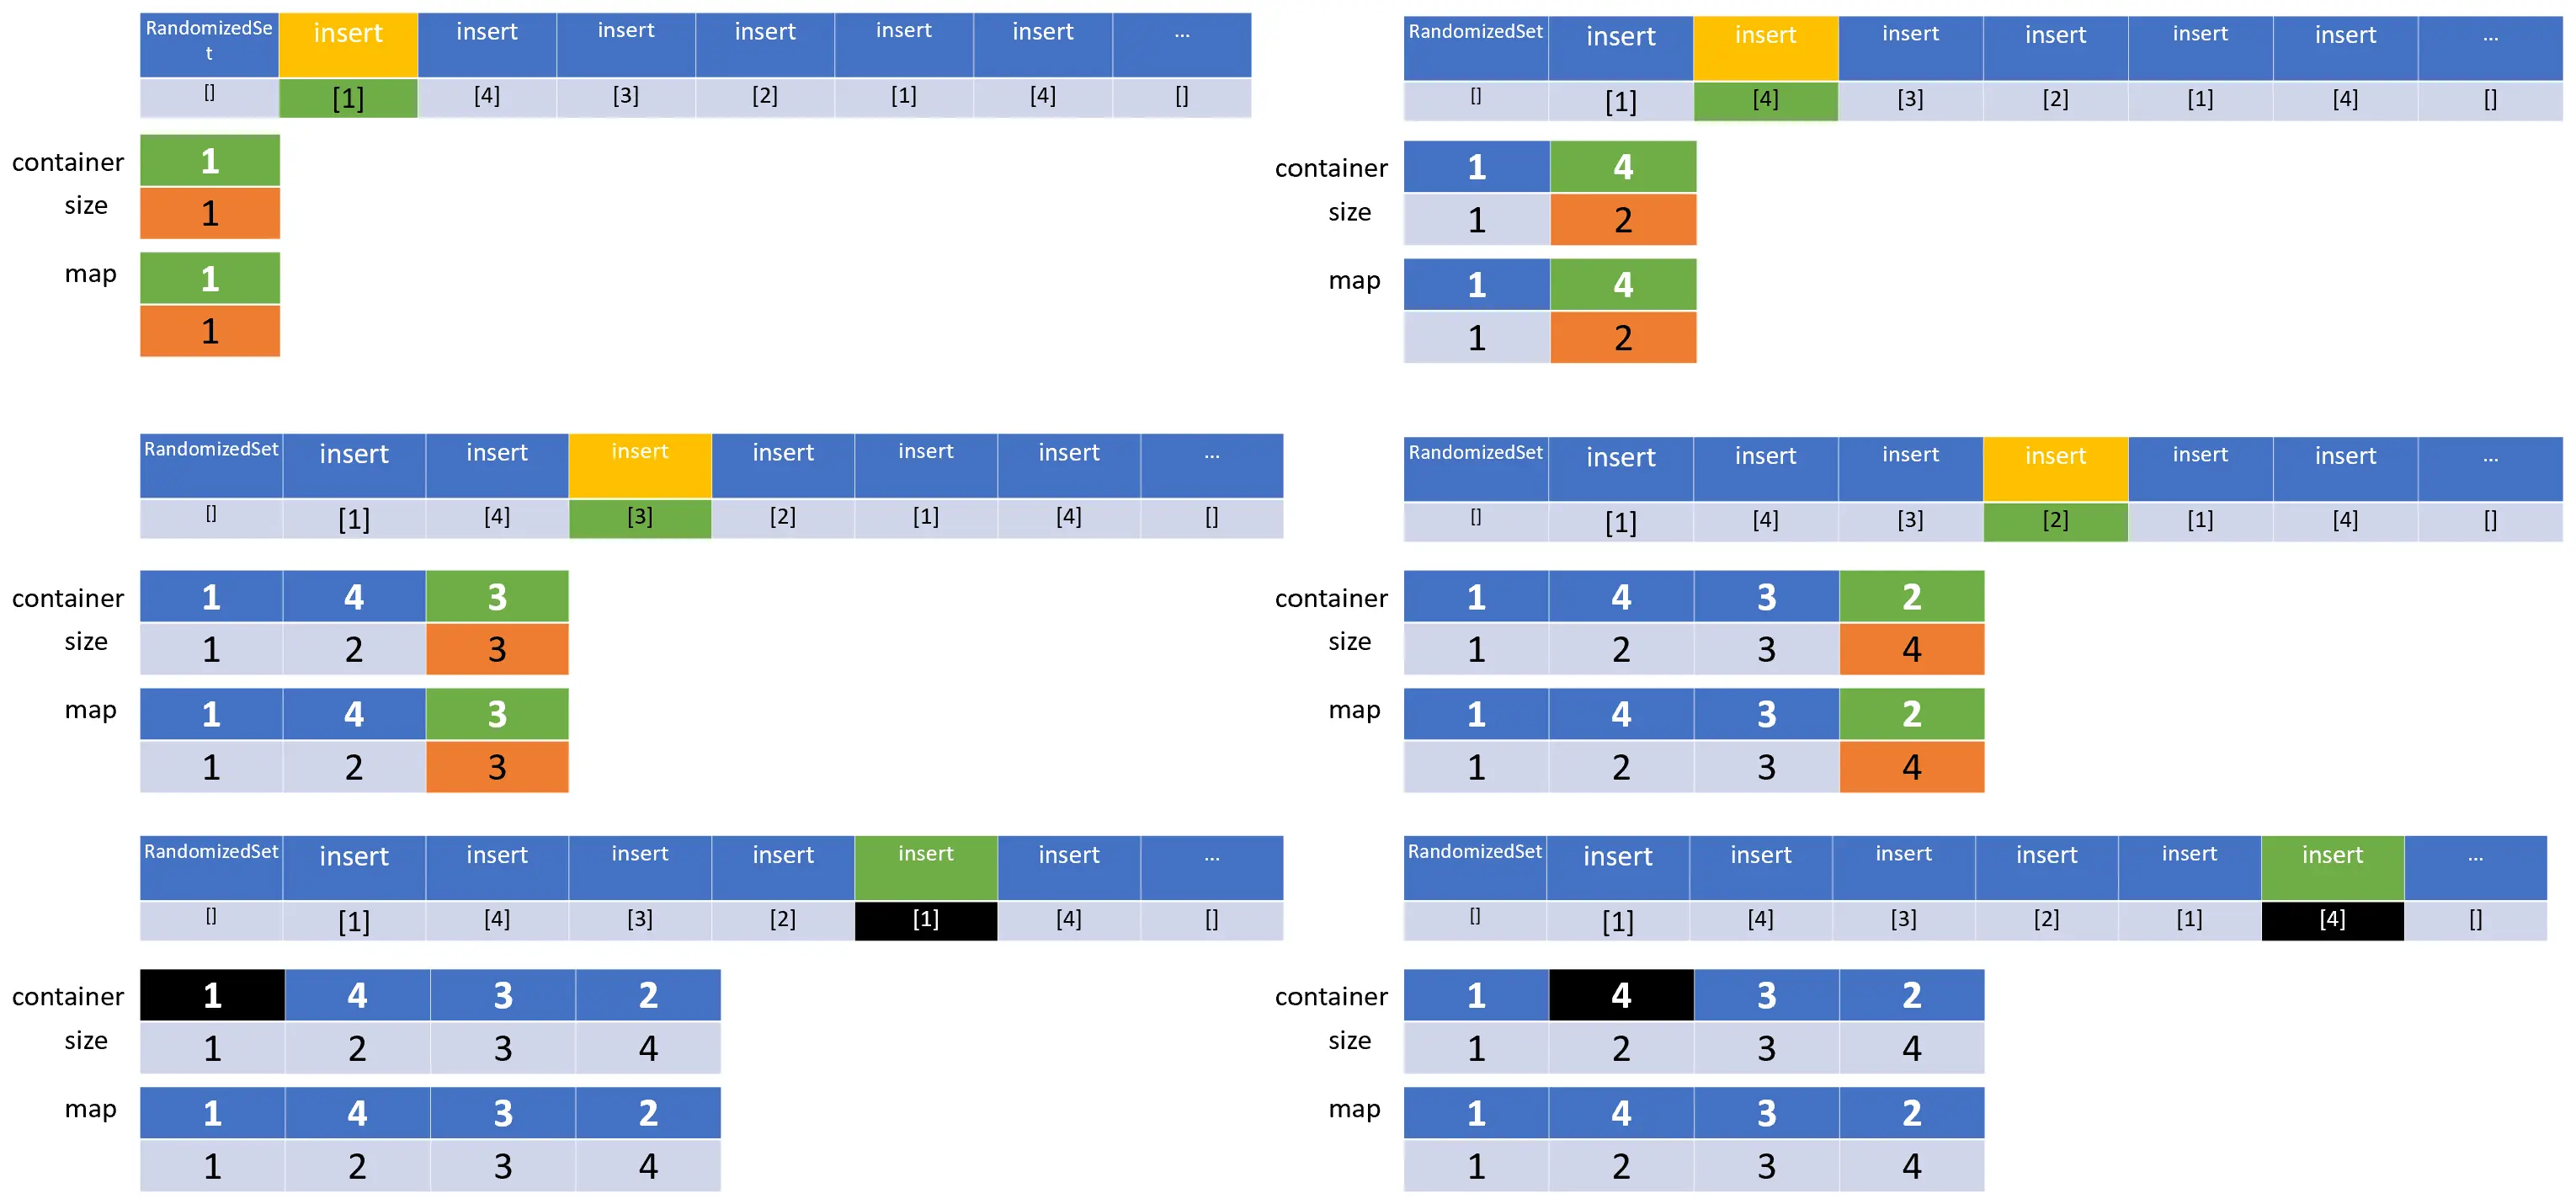 RandomizedSe
t insert insert insert insert insert insert ...
[] [1] [4] [3] [2] [1] [4] []
container 1
size 1
map 1
1
RandomizedSet insert insert insert insert insert insert ...
[] [1] [4] [3] [2] [1] [4] []
container 1 4
size 1 2
map 1 4
1 2
RandomizedSet insert insert insert insert insert insert ...
[] [1] [4] [3] [2] [1] [4] []
container 1 4 3
size 1 2 3
map 1 4 3
1 2 3
RandomizedSet insert insert insert insert insert insert ...
[] [1] [4] [3] [2] [1] [4] []
container 1 4 3 2
size 1 2 3 4
map 1 4 3 2
1 2 3 4
RandomizedSet insert insert insert insert insert insert ...
[] [1] [4] [3] [2] [1] [4] []
container 1 4 3 2
size 1 2 3 4
map 1 4 3 2
1 2 3 4
RandomizedSet insert insert insert insert insert insert ...
[] [1] [4] [3] [2] [1] [4] []
container 1 4 3 2
size 1 2 3 4
map 1 4 3 2
1 2 3 4